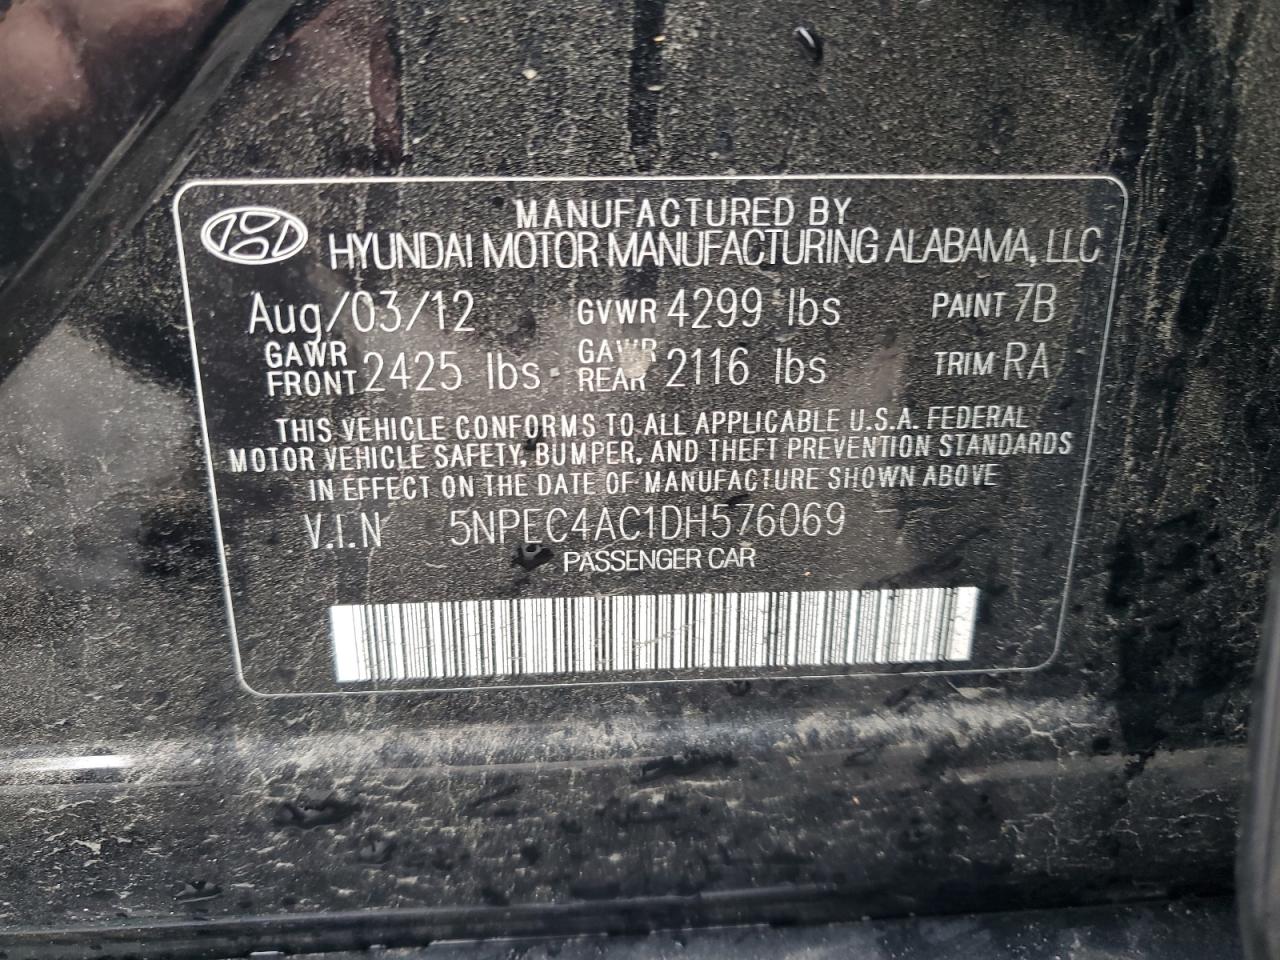 MANUFACTURED BY
HYUNDAI MOTOR MANUFACTURING ALABAMA, LLC
Aug/03/12 GVWR 4299 lbs PAINT 7B
GAWR FRONT 2425 lbs GAWR REAR 2116 lbs TRIM RA
THIS VEHICLE CONFORMS TO ALL APPLICABLE U.S.A. FEDERAL
MOTOR VEHICLE SAFETY, BUMPER, AND THEFT PREVENTION STANDARDS
IN EFFECT ON THE DATE OF MANUFACTURE SHOWN ABOVE
V.I.N 5NPEC4AC1DH576069
PASSENGER CAR